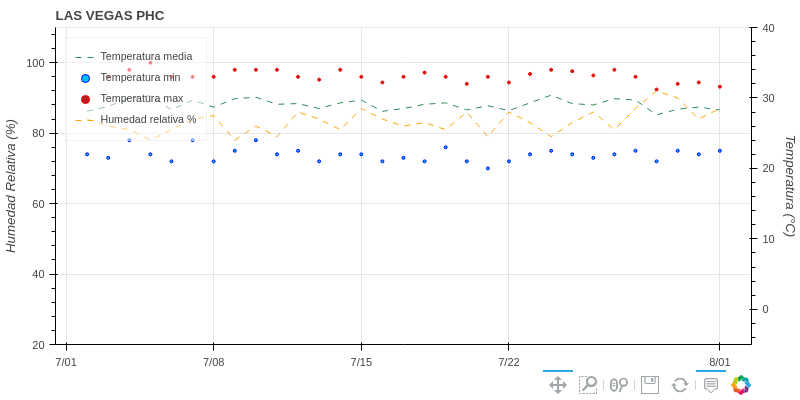 LAS VEGAS PHC
Temperatura media
Temperatura min
Temperatura max
Humedad relativa %
Humedad Relativa (%)
100
80
60
40
20
Temperatura (°C)
40
30
20
10
0
7/01
7/08
7/15
7/22
8/01